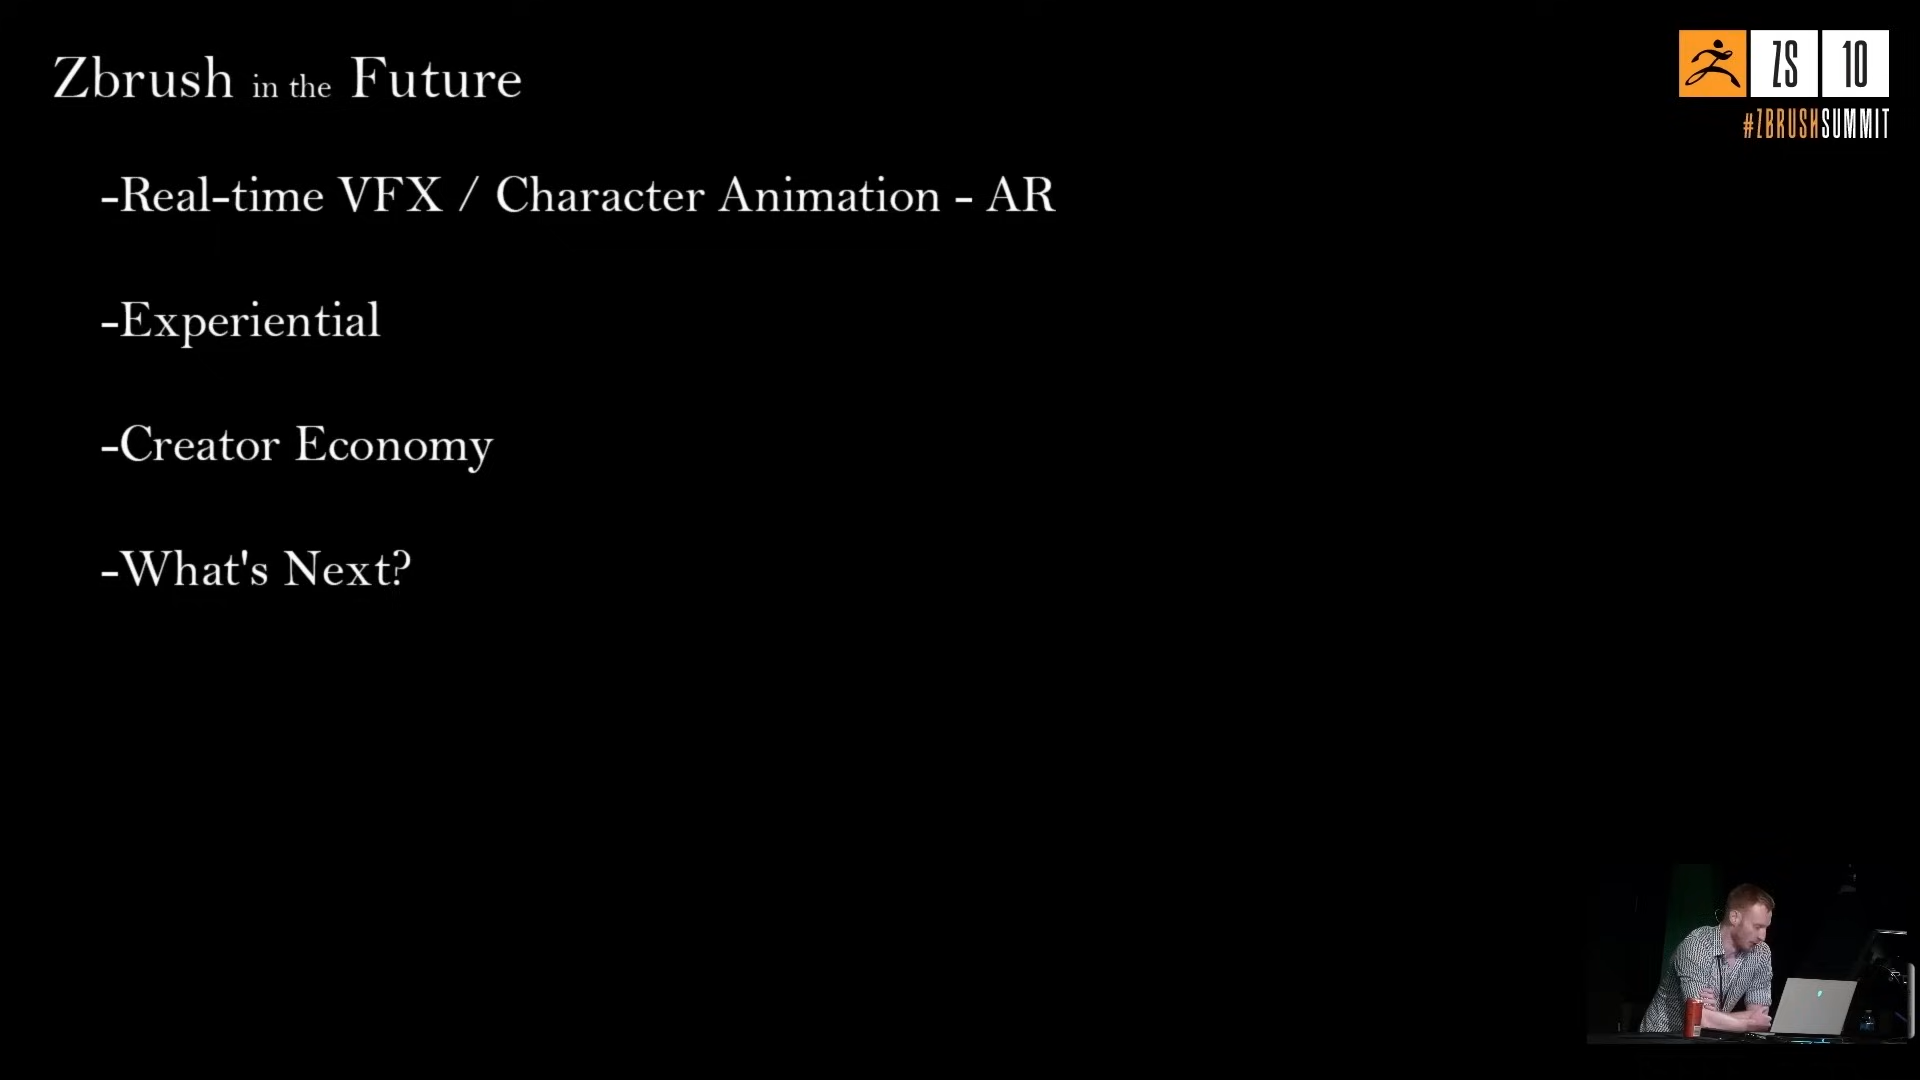 Zbrush in the Future
ZS 10
#ZBRUSHSUMMIT
-Real-time VFX / Character Animation - AR
-Experiential
-Creator Economy
-What's Next?